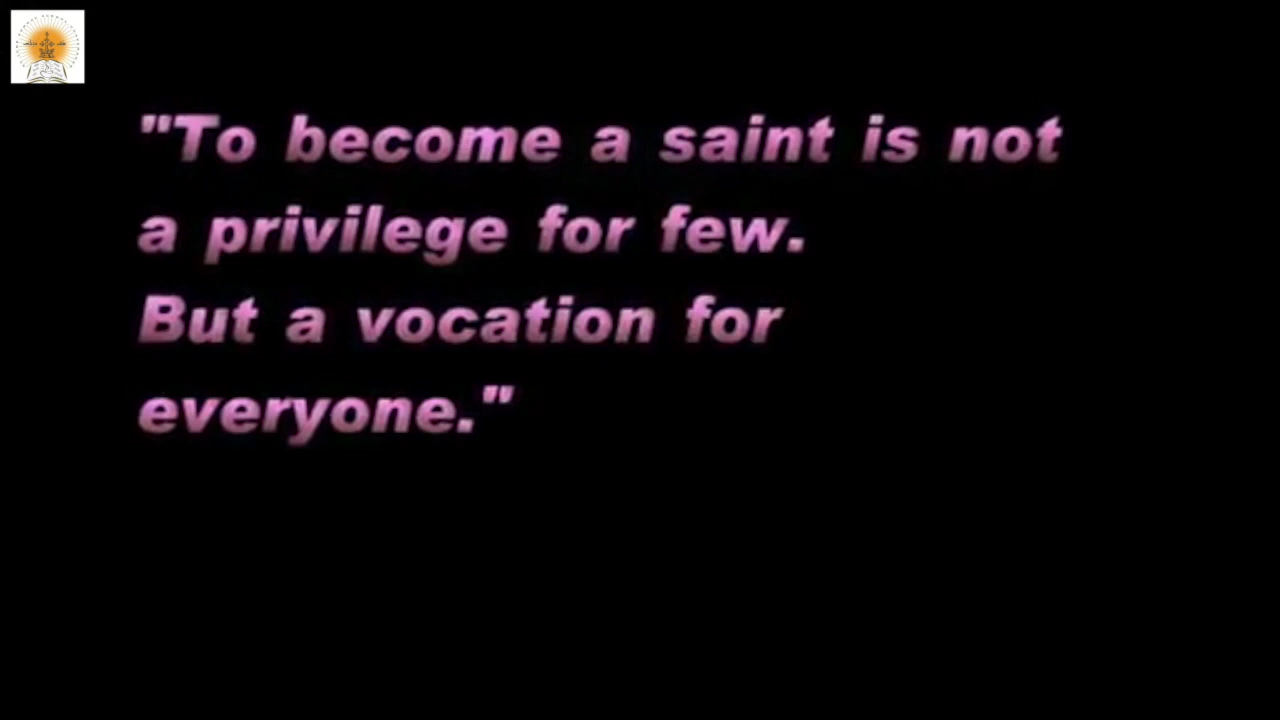 "To become a saint is not
a privilege for few.
But a vocation for
everyone."